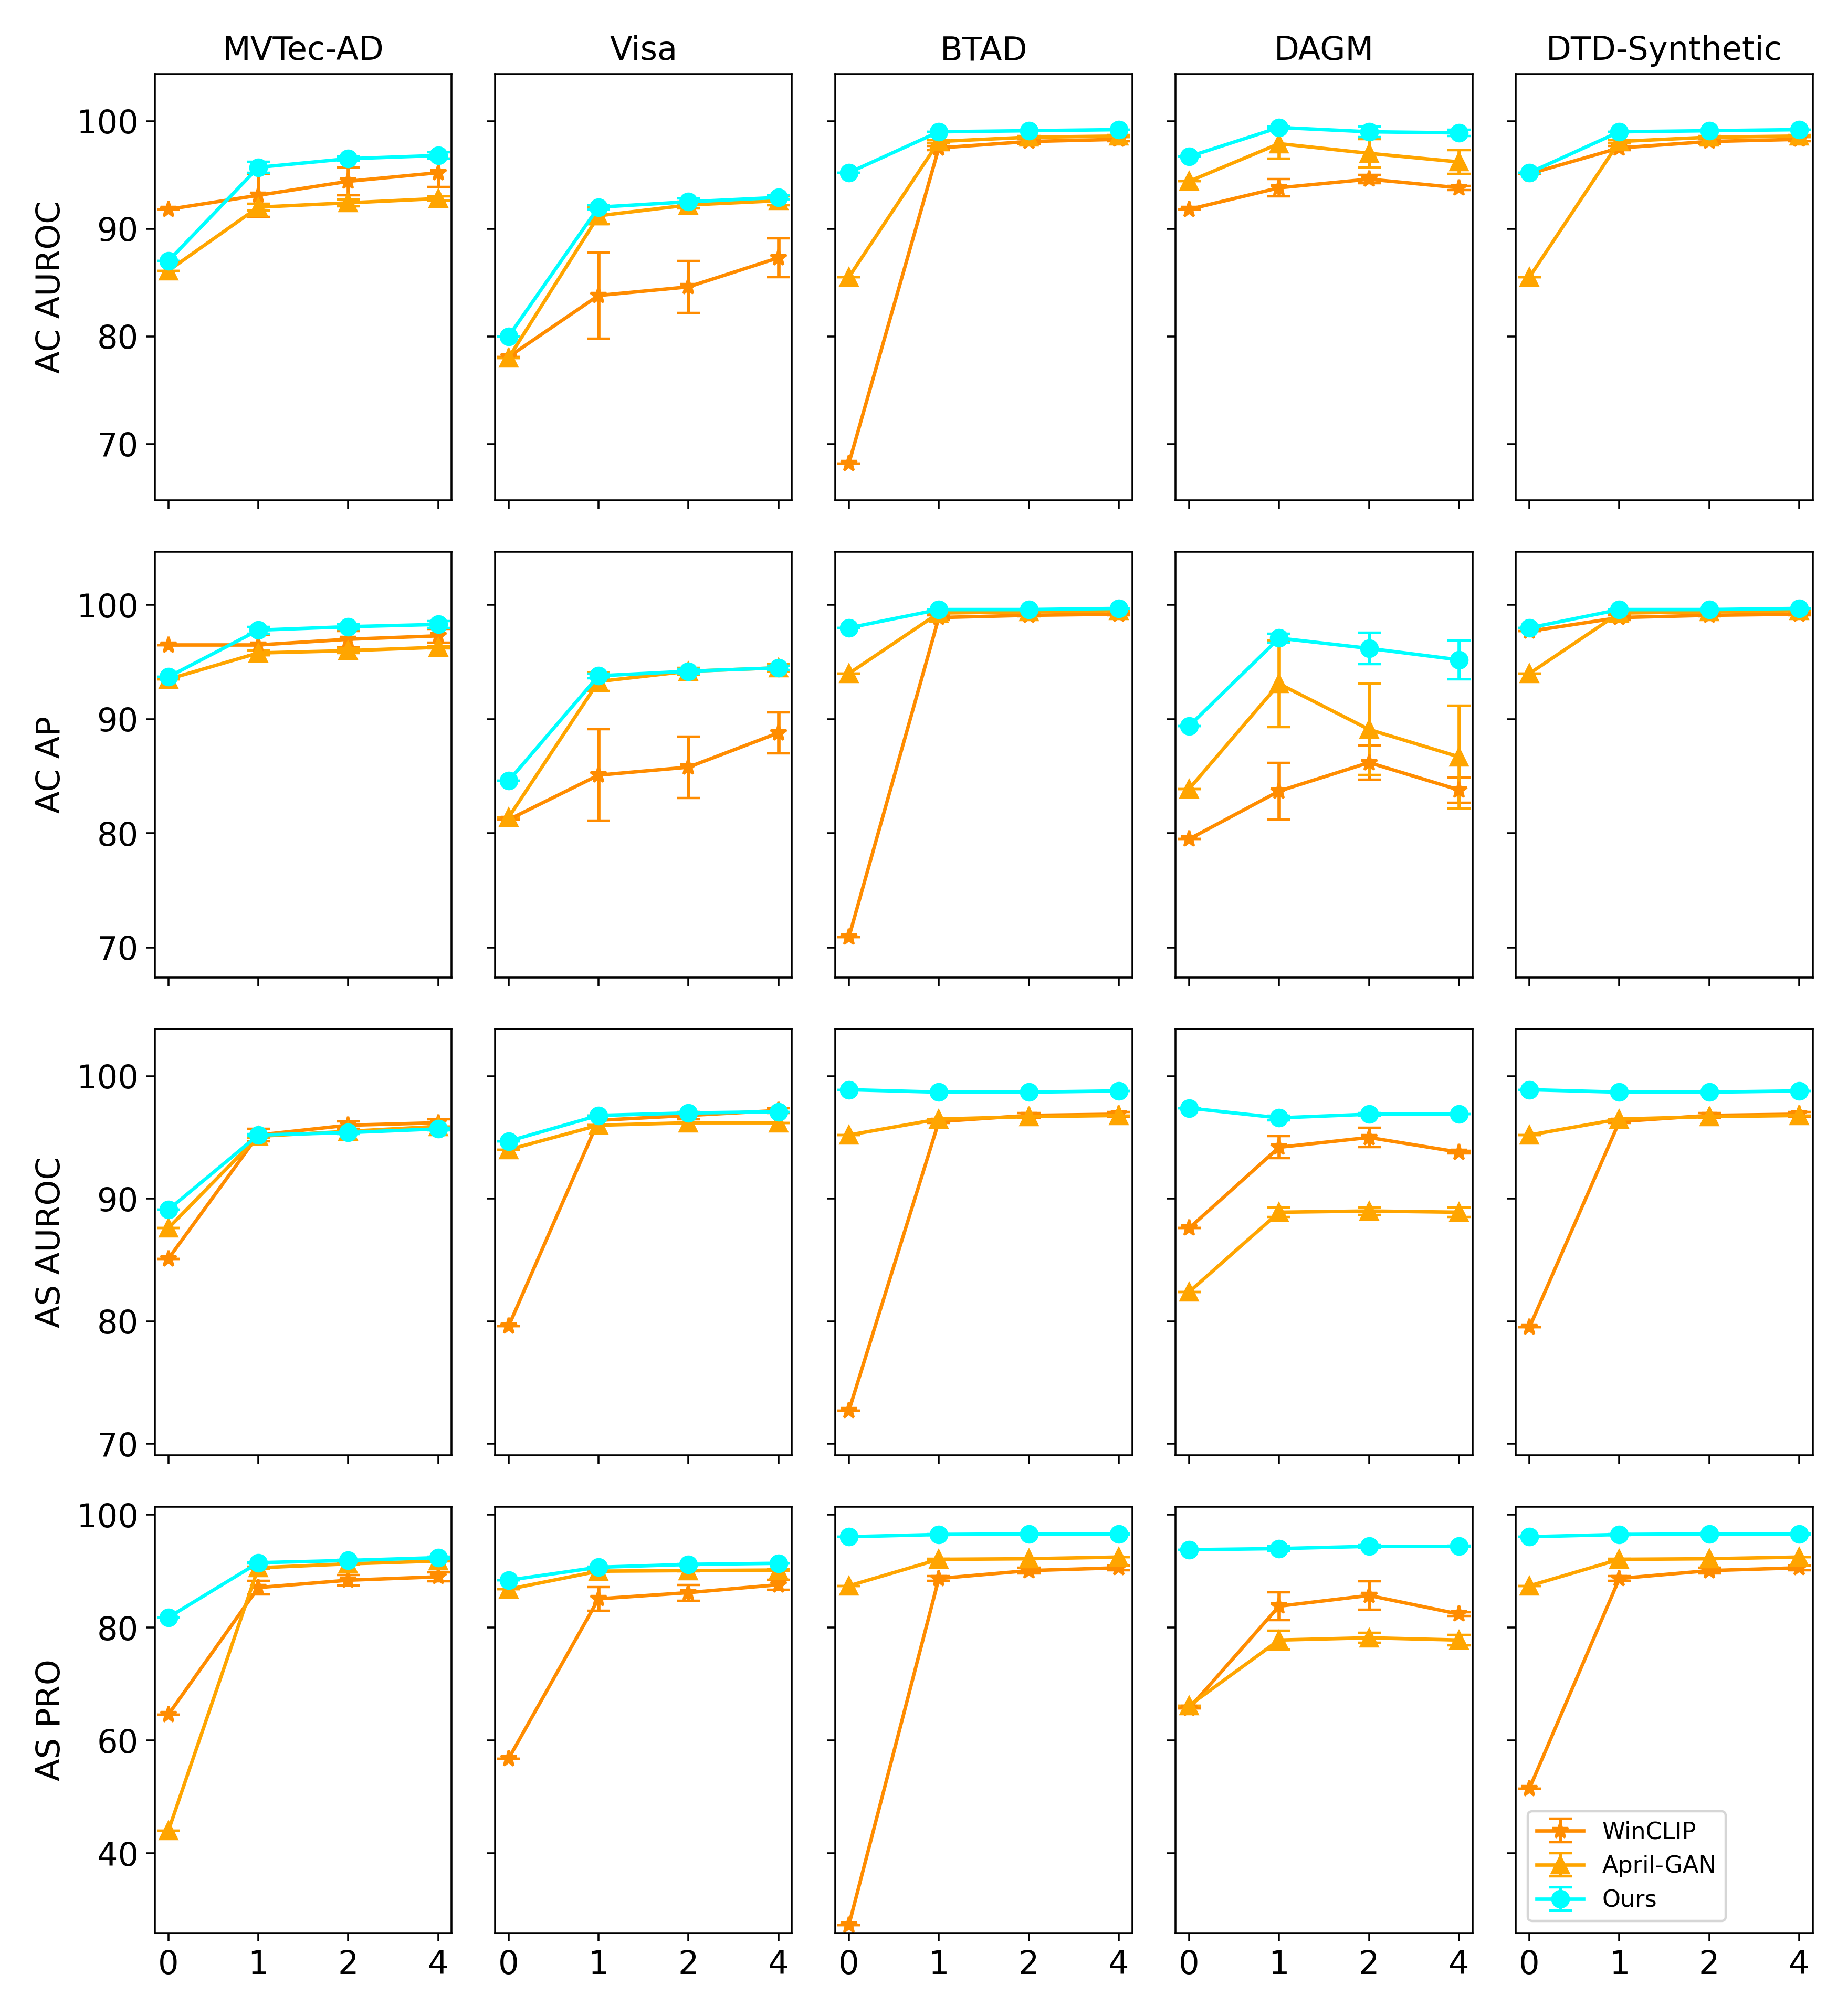 MVTec-AD Visa BTAD DAGM DTD-Synthetic
AC AUROC
100
90
80
70
AC AP
100
90
80
70
AS AUROC
100
90
80
70
AS PRO
100
80
60
40
WinCLIP
April-GAN
Ours
0 1 2 4 0 1 2 4 0 1 2 4 0 1 2 4 0 1 2 4